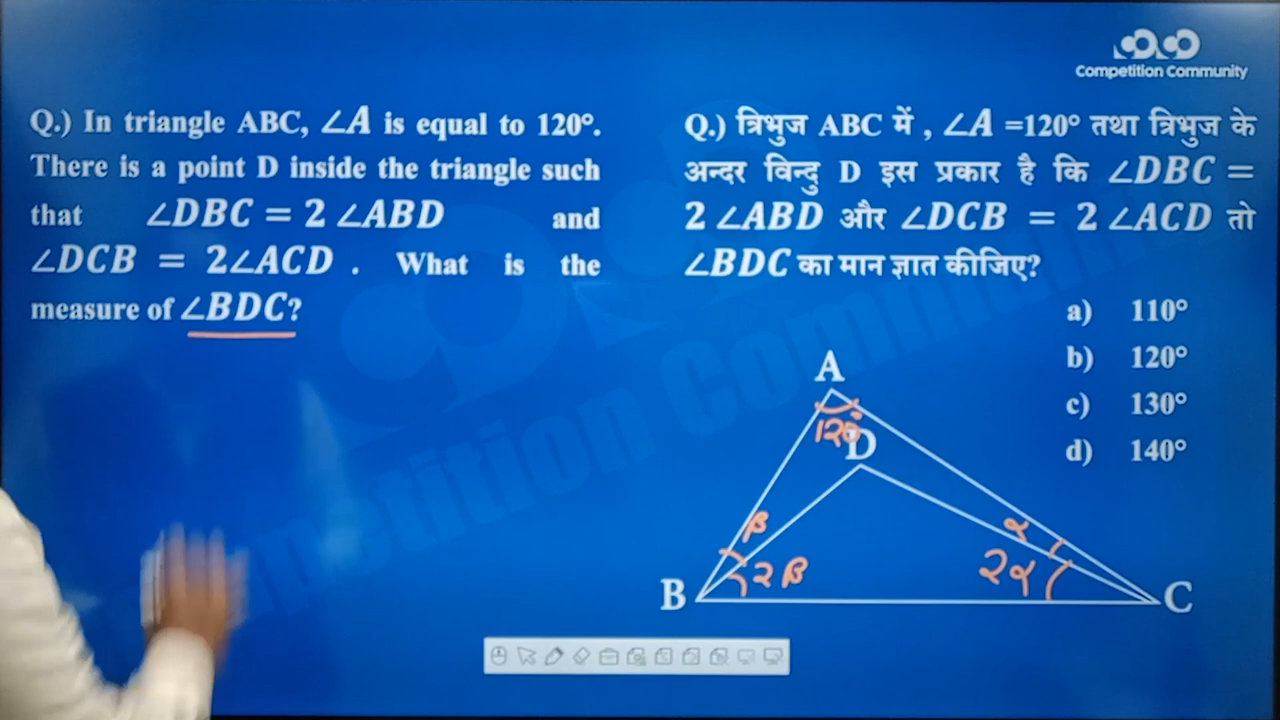 Competition Community
Q.) In triangle ABC, ∠A is equal to 120°.
There is a point D inside the triangle such
that ∠DBC = 2 ∠ABD and
∠DCB = 2∠ACD . What is the
measure of ∠BDC?
Q.) त्रिभुज ABC में , ∠A =120° तथा त्रिभुज के
अन्दर विन्दु D इस प्रकार है कि ∠DBC =
2 ∠ABD और ∠DCB = 2 ∠ACD तो
∠BDC का मान ज्ञात कीजिए?
a) 110°
b) 120°
c) 130°
d) 140°
A
120°
D
β
α
2β
2α
B
C
Competition Community